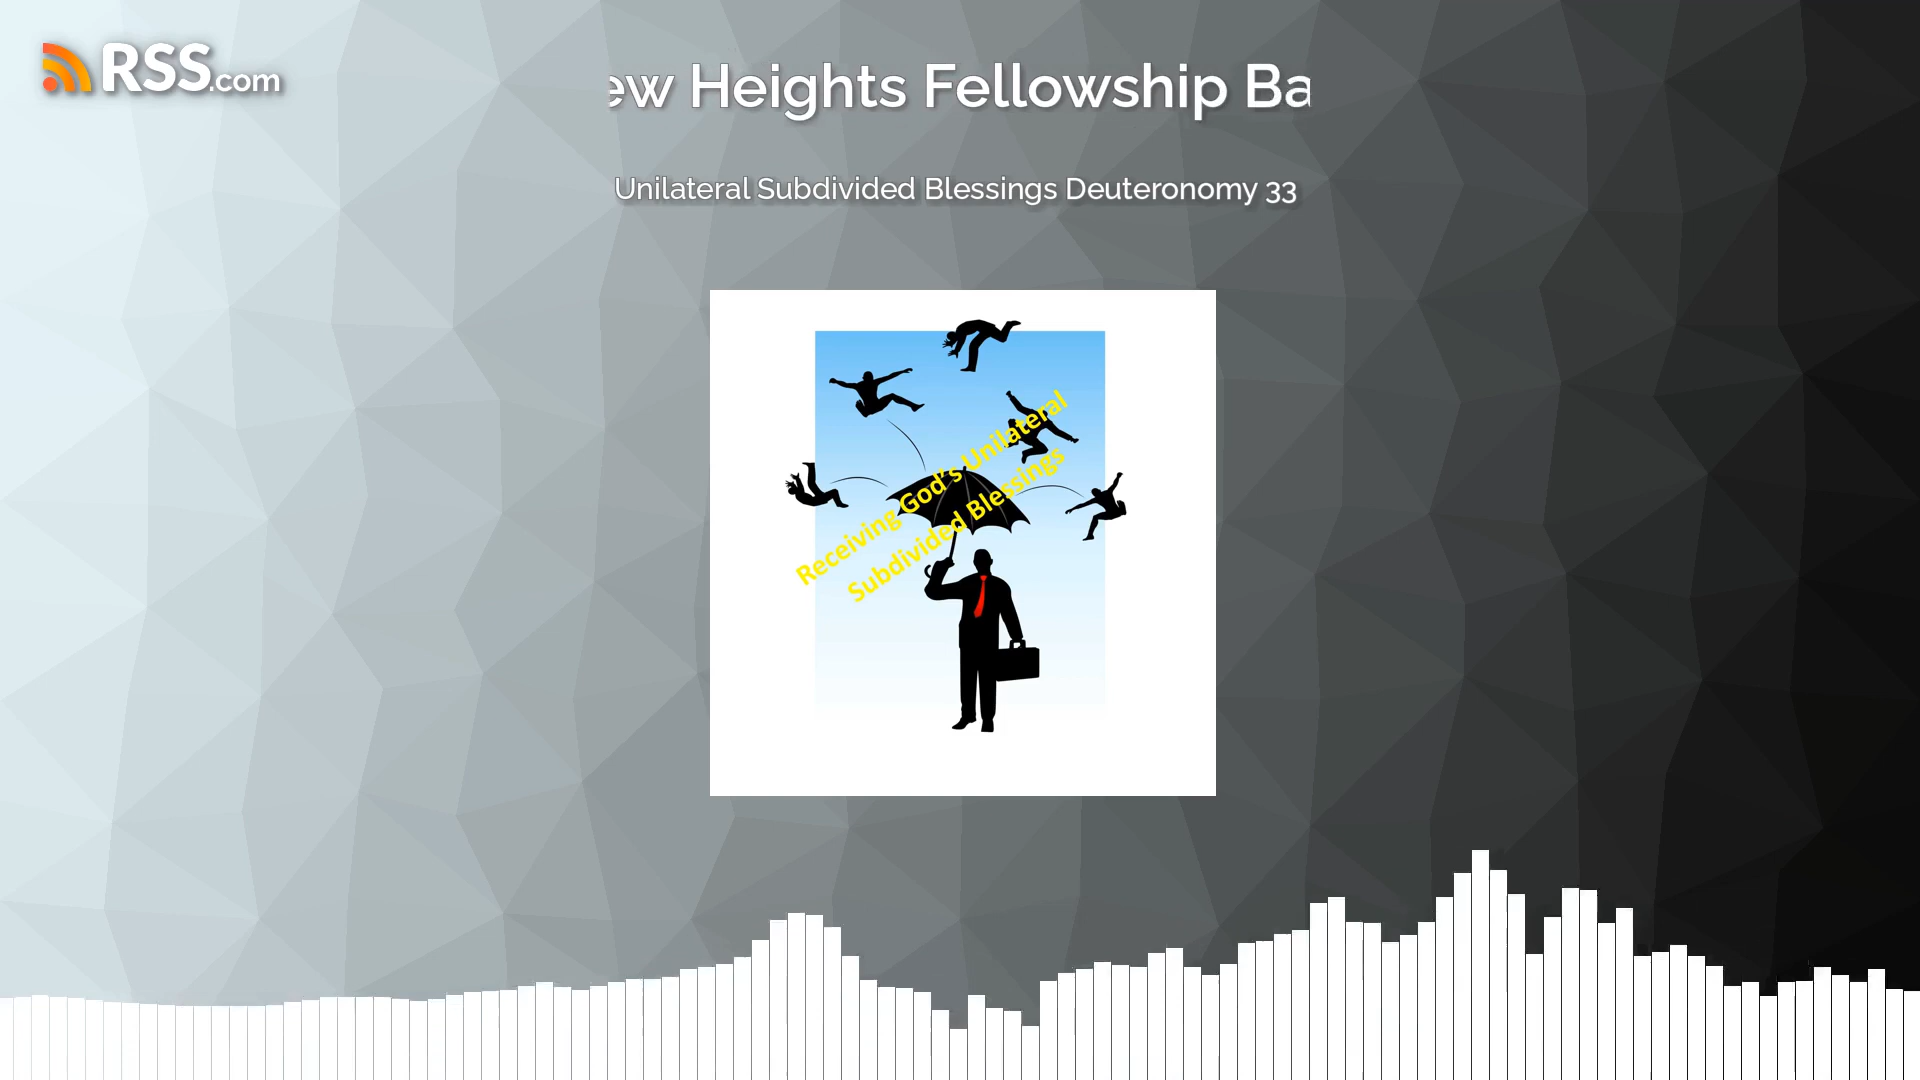 RSS.com
ew Heights Fellowship Ba
Unilateral Subdivided Blessings Deuteronomy 33
Receiving God's Unilateral
Subdivided Blessings